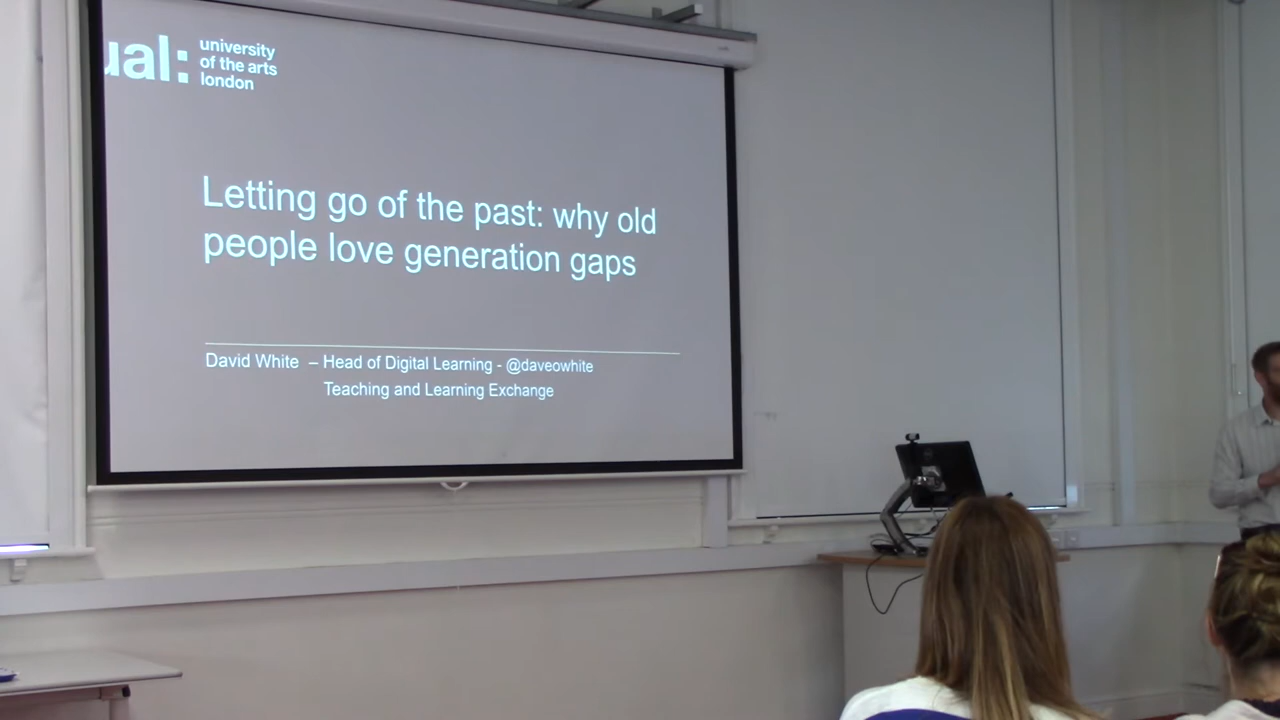 ual:
university
of the arts
london
Letting go of the past: why old
people love generation gaps
David White – Head of Digital Learning - @daveowhite
Teaching and Learning Exchange